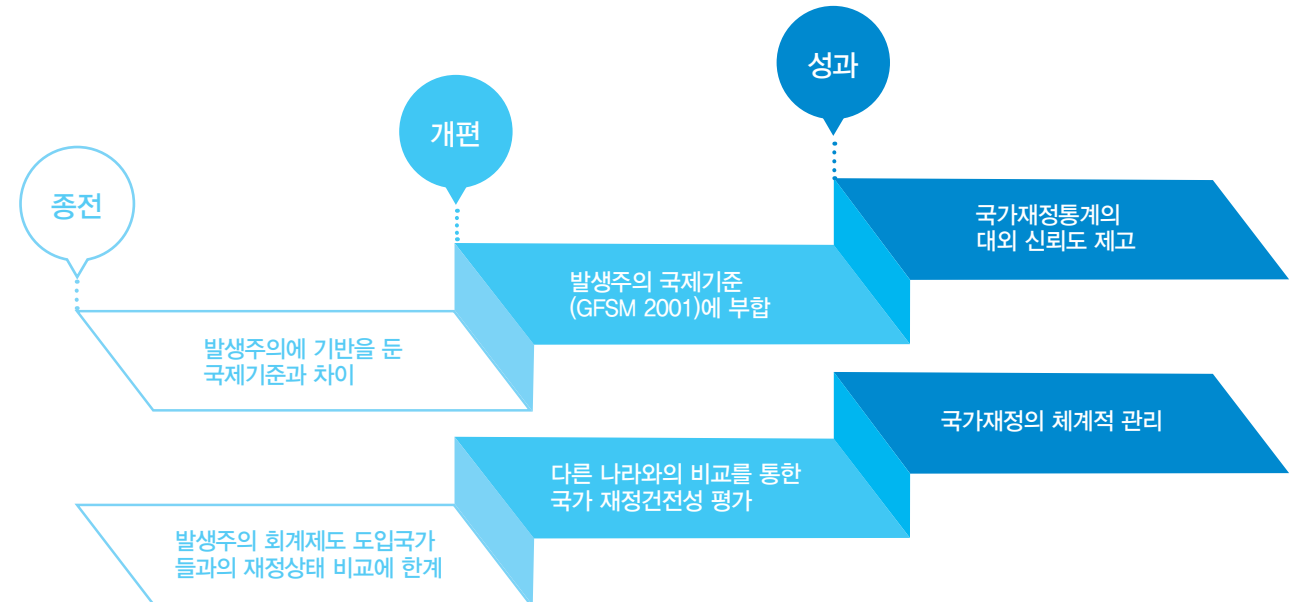 종전
개편
성과
발생주의에 기반을 둔
국제기준과 차이
발생주의 국제기준
(GFSM 2001)에 부합
국가재정통계의
대외 신뢰도 제고
발생주의 회계제도 도입국가
들과의 재정상태 비교에 한계
다른 나라와의 비교를 통한
국가 재정건전성 평가
국가재정의 체계적 관리